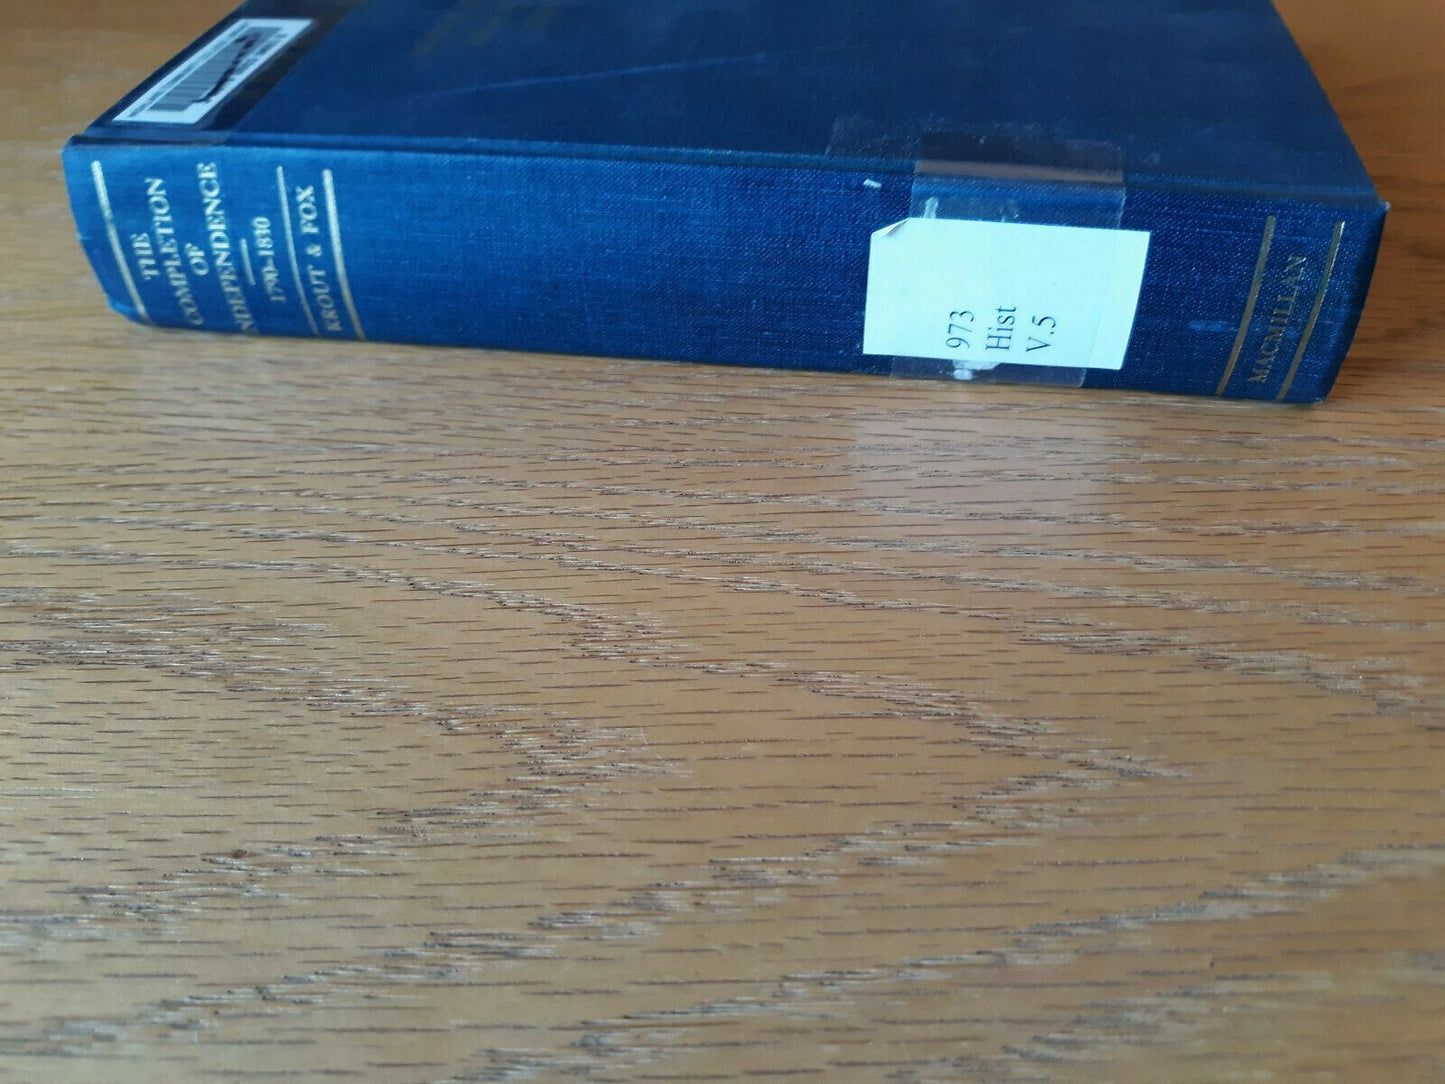 THE
COMPLETION
OF
INDEPENDENCE
1790-1830
KROUT & FOX
973
Hist
V.5
MACMILLAN